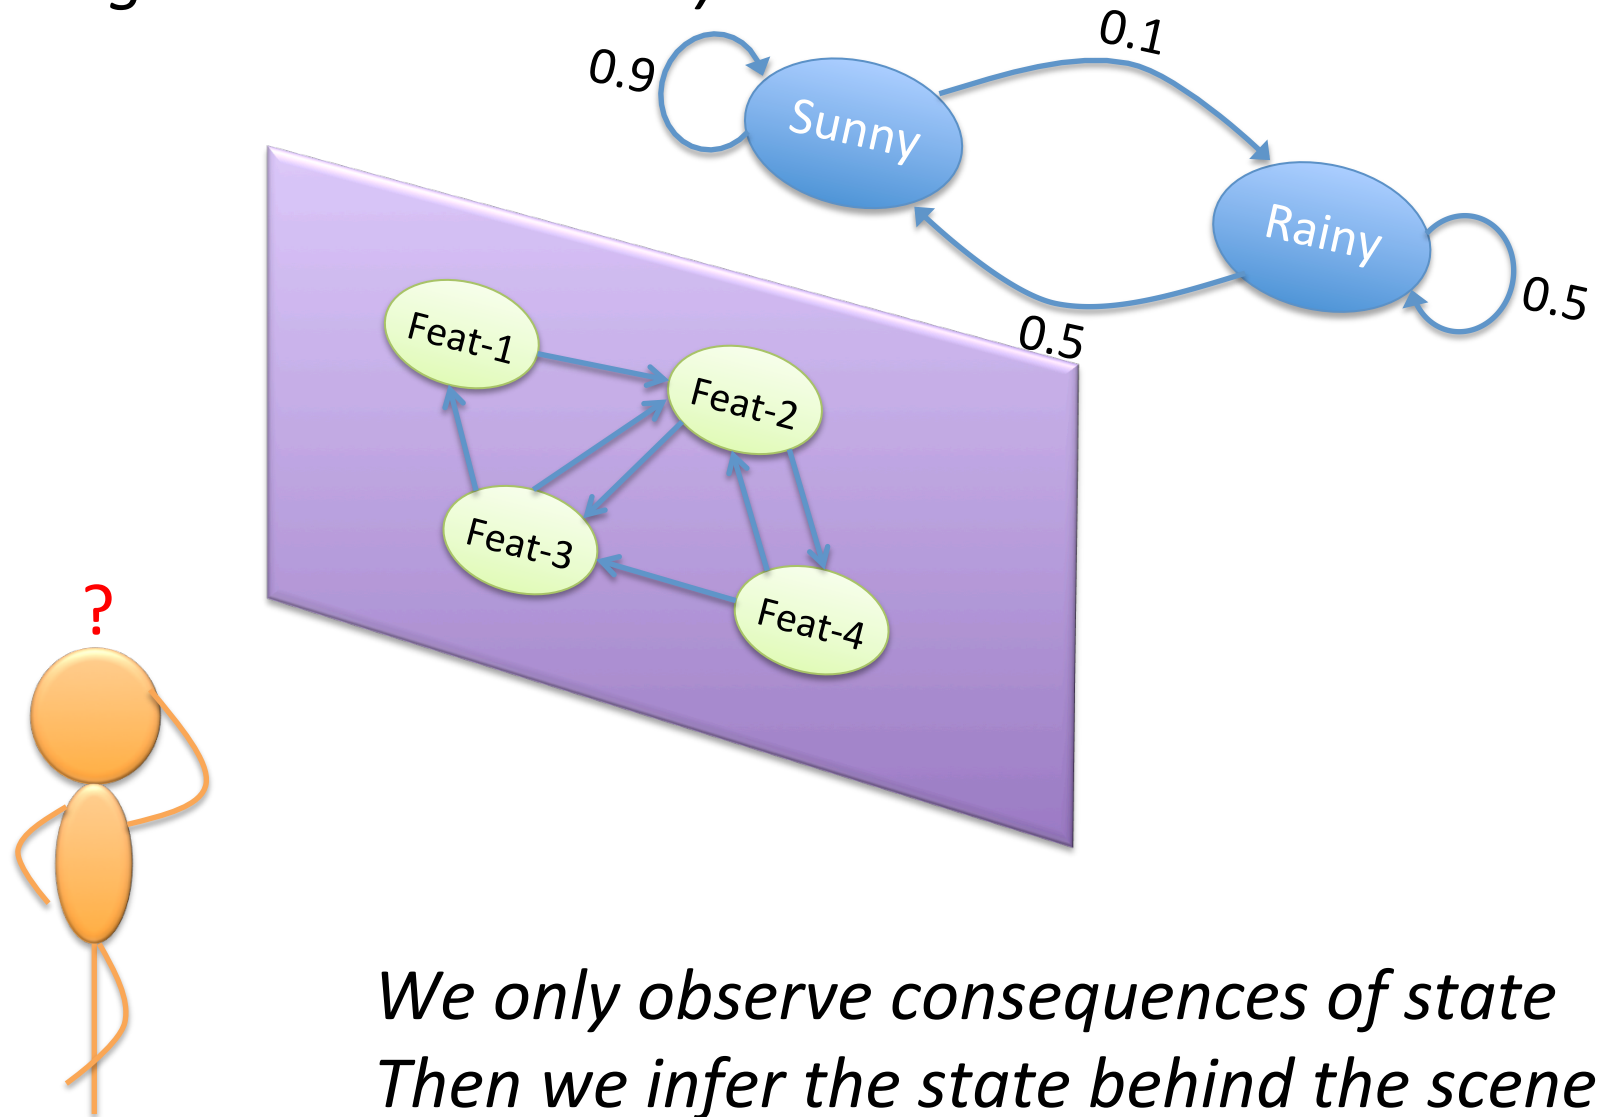 0.1
0.9
Sunny
Rainy
0.5
0.5
Feat-1
Feat-2
Feat-3
Feat-4
?
We only observe consequences of state
Then we infer the state behind the scene